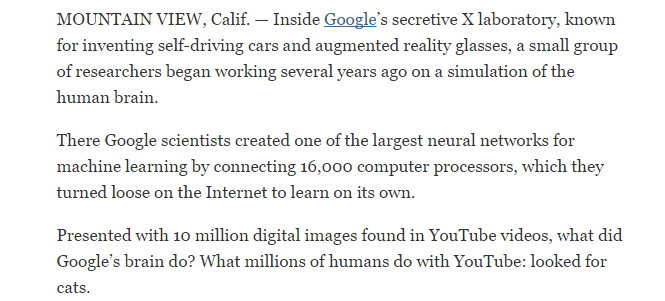 MOUNTAIN VIEW, Calif. — Inside Google’s secretive X laboratory, known
for inventing self-driving cars and augmented reality glasses, a small group
of researchers began working several years ago on a simulation of the
human brain.
There Google scientists created one of the largest neural networks for
machine learning by connecting 16,000 computer processors, which they
turned loose on the Internet to learn on its own.
Presented with 10 million digital images found in YouTube videos, what did
Google’s brain do? What millions of humans do with YouTube: looked for
cats.